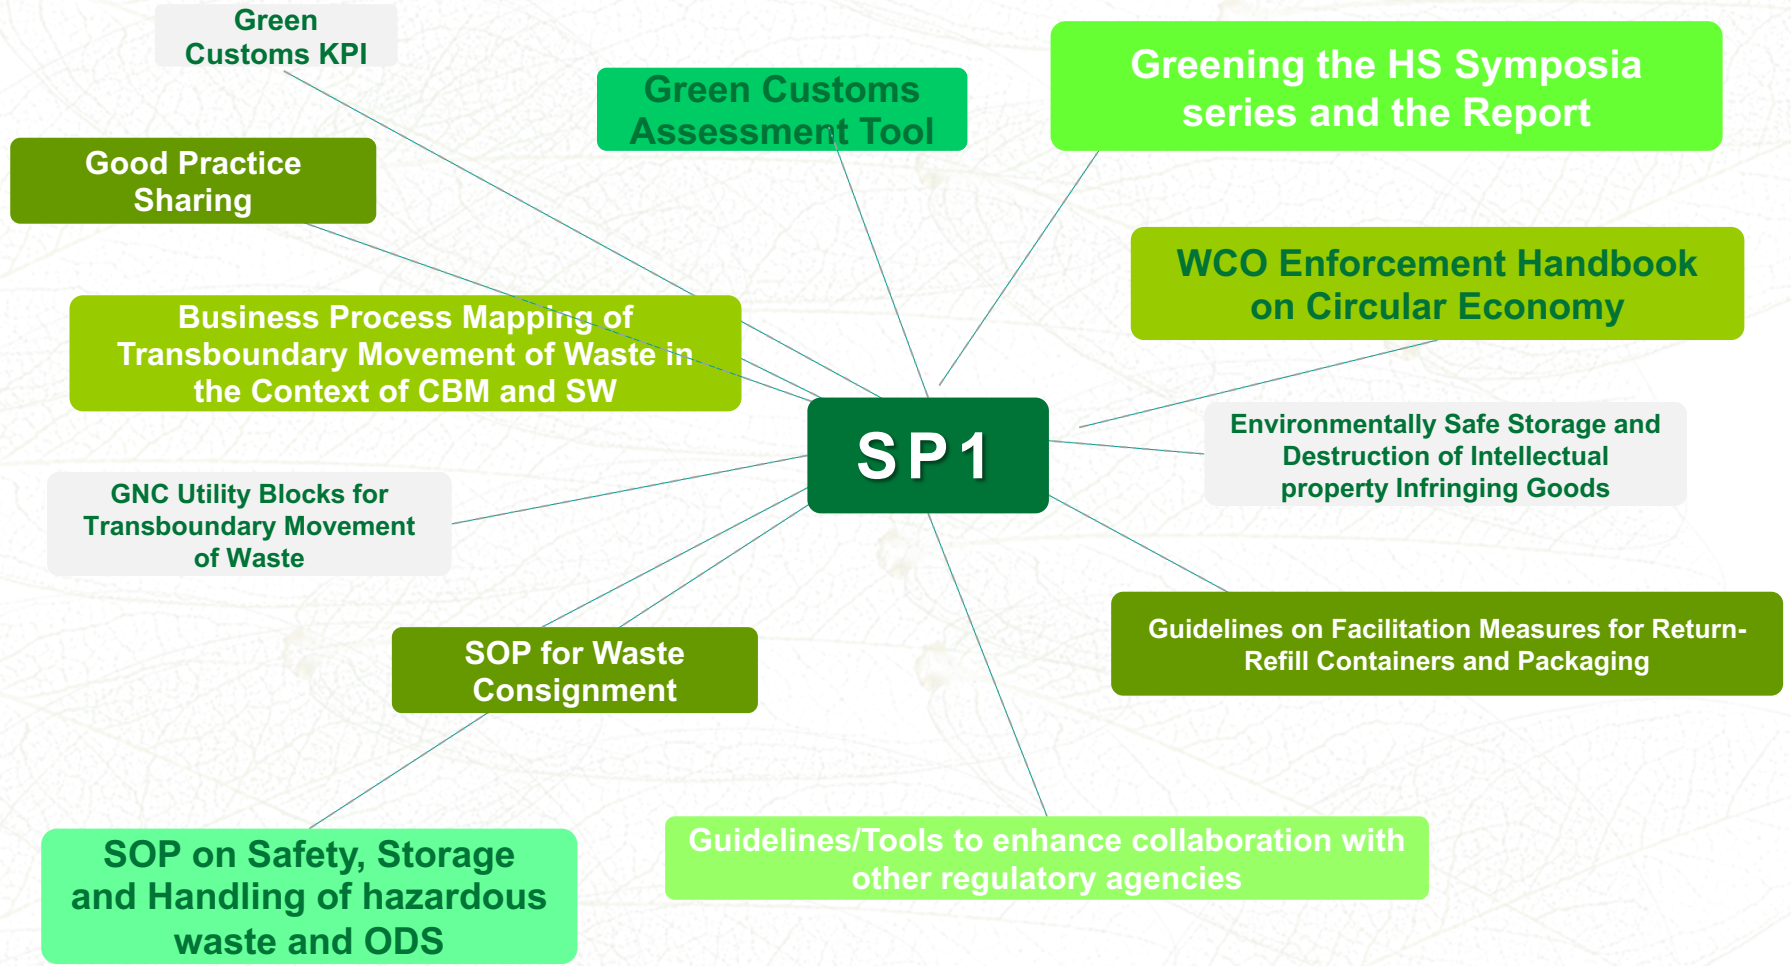 Green
Customs KPI
Green Customs
Assessment Tool
Greening the HS Symposia
series and the Report
Good Practice
Sharing
WCO Enforcement Handbook
on Circular Economy
Business Process Mapping of
Transboundary Movement of Waste in
the Context of CBM and SW
SP1
Environmentally Safe Storage and
Destruction of Intellectual
property Infringing Goods
GNC Utility Blocks for
Transboundary Movement
of Waste
Guidelines on Facilitation Measures for Return-
Refill Containers and Packaging
SOP for Waste
Consignment
Guidelines/Tools to enhance collaboration with
other regulatory agencies
SOP on Safety, Storage
and Handling of hazardous
waste and ODS